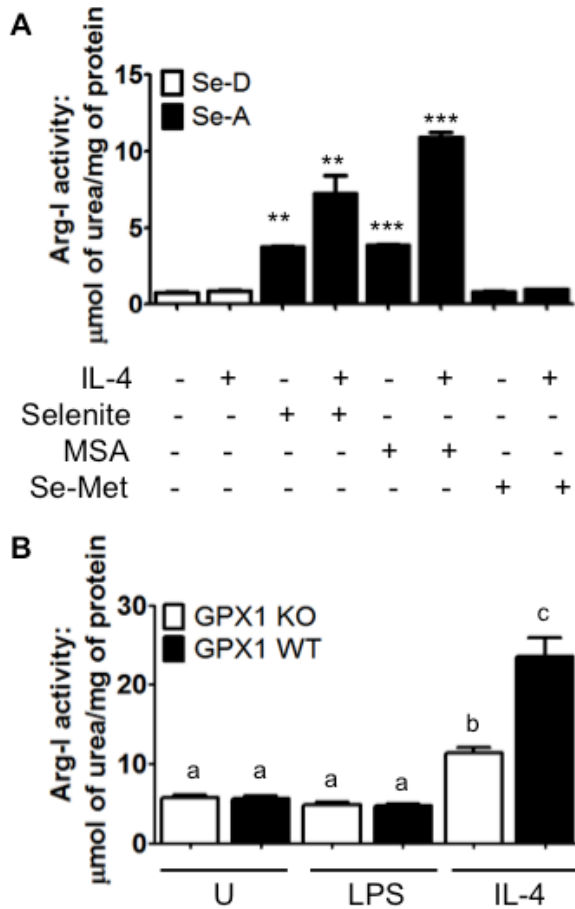 A
Arg-I activity:
μmol of urea/mg of protein
15
10
5
0
Se-D
Se-A
**
**
***
***
IL-4 - + - + - + - +
Selenite - - + + - - - -
MSA - - - - + + - -
Se-Met - - - - - - + +
B
Arg-I activity:
μmol of urea/mg of protein
30
20
10
0
GPX1 KO
GPX1 WT
a a a a b c
U LPS IL-4